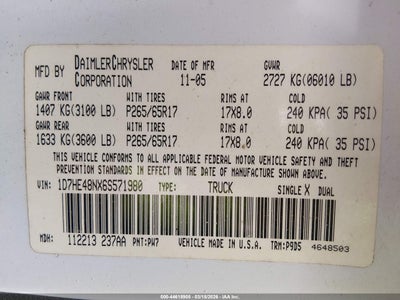 MFD BY DAIMLERCHRYSLER CORPORATION DATE OF MFR 11-05 GVWR 2727 KG(06010 LB)
GAWR FRONT WITH TIRES RIMS AT COLD
1407 KG(3100 LB) P265/65R17 17X8.0 240 KPA( 35 PSI)
GAWR REAR WITH TIRES RIMS AT COLD
1633 KG(3600 LB) P265/65R17 17X8.0 240 KPA( 35 PSI)
THIS VEHICLE CONFORMS TO ALL APPLICABLE FEDERAL MOTOR VEHICLE
SAFETY, BUMPER, AND THEFT PREVENTION STANDARDS IN EFFECT ON THE DATE OF MANUFACTURE SHOWN ABOVE.
VIN: 1D7HE48NX6S571980 TYPE: TRUCK SINGLE X DUAL
MDH: 112213 237AA PNT: PW7 VEHICLE MADE IN U.S.A. TRM: P9D5
4648503